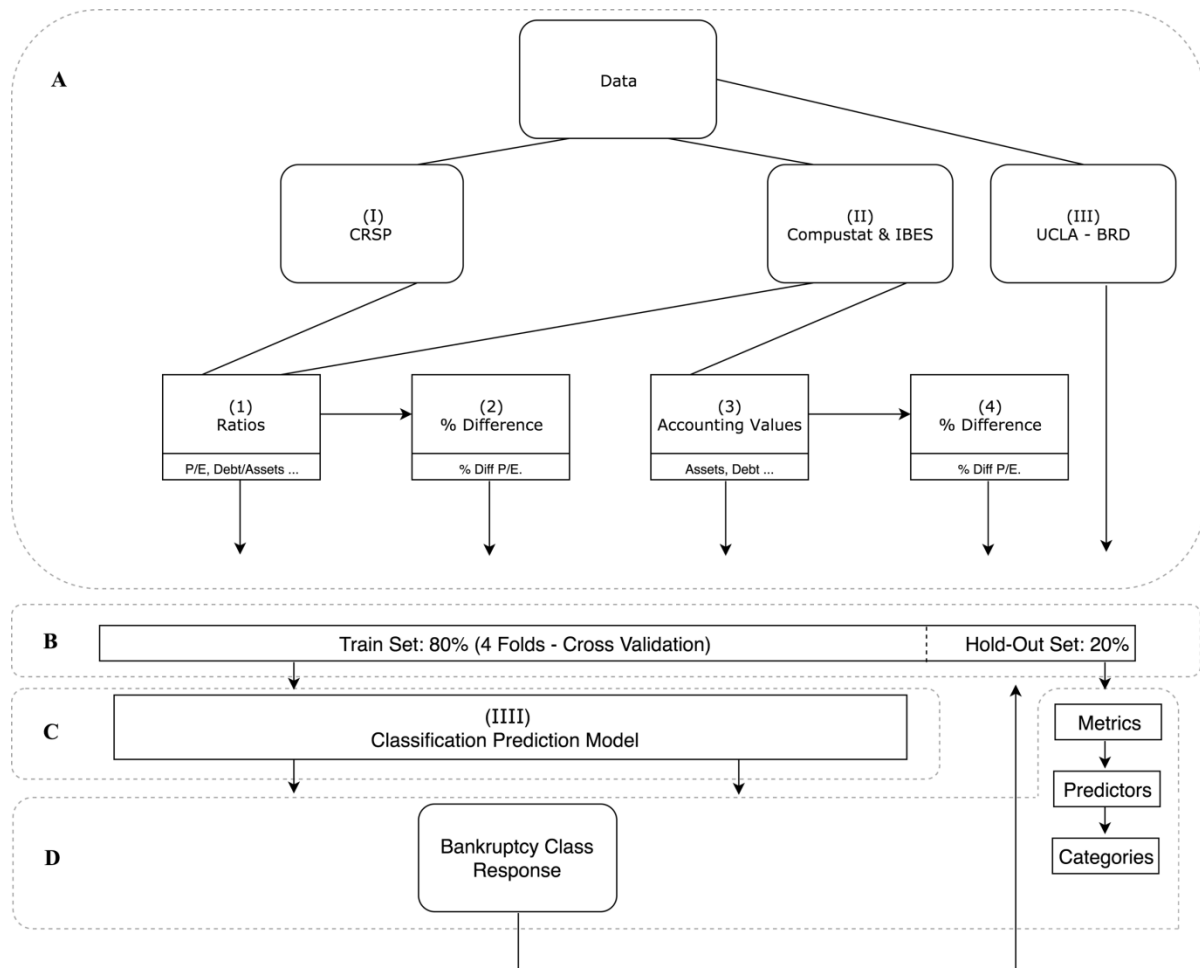 A
Data
(I)
CRSP
(II)
Compustat & IBES
(III)
UCLA - BRD
(1)
Ratios
P/E, Debt/Assets ...
(2)
% Difference
% Diff P/E.
(3)
Accounting Values
Assets, Debt ...
(4)
% Difference
% Diff P/E.
B
Train Set: 80% (4 Folds - Cross Validation)
Hold-Out Set: 20%
C
(IIII)
Classification Prediction Model
Metrics
Predictors
Categories
D
Bankruptcy Class
Response